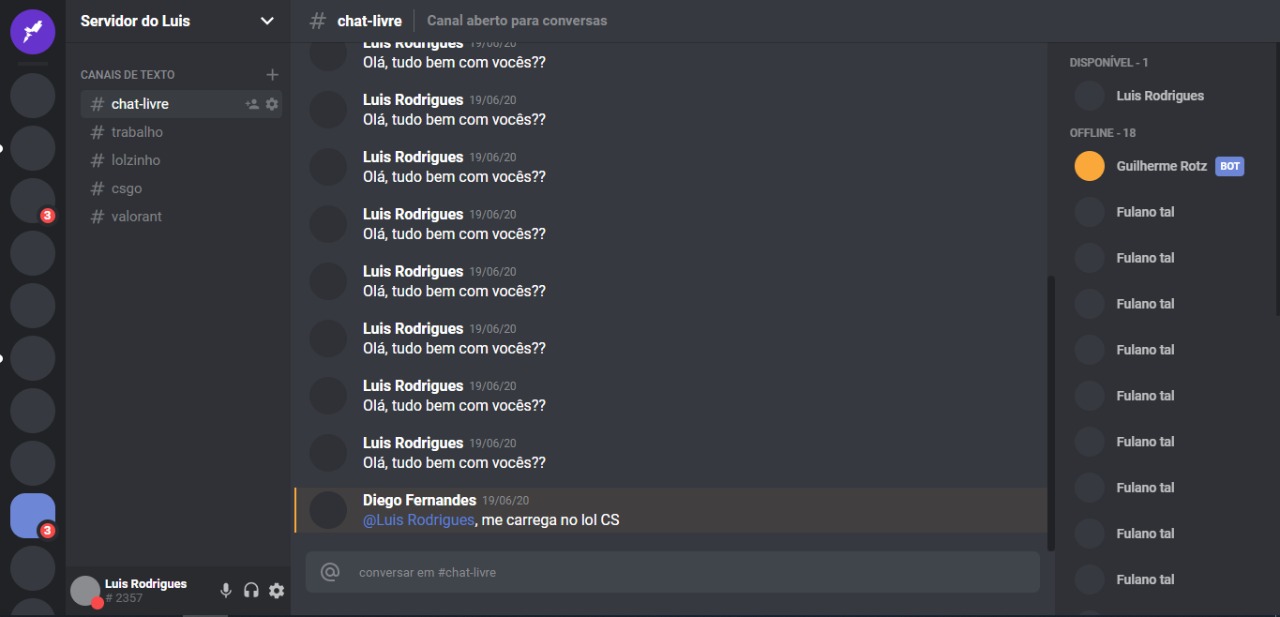 Servidor do Luis
# chat-livre
Canal aberto para conversas
3
3
CANAIS DE TEXTO +
# chat-livre
# trabalho
# lolzinho
# csgo
# valorant
Luis Rodrigues
# 2357
Luis Rodrigues 19/06/20
Olá, tudo bem com vocês??
Luis Rodrigues 19/06/20
Olá, tudo bem com vocês??
Luis Rodrigues 19/06/20
Olá, tudo bem com vocês??
Luis Rodrigues 19/06/20
Olá, tudo bem com vocês??
Luis Rodrigues 19/06/20
Olá, tudo bem com vocês??
Luis Rodrigues 19/06/20
Olá, tudo bem com vocês??
Luis Rodrigues 19/06/20
Olá, tudo bem com vocês??
Luis Rodrigues 19/06/20
Olá, tudo bem com vocês??
Diego Fernandes 19/06/20
@Luis Rodrigues, me carrega no lol CS
@ conversar em #chat-livre
DISPONÍVEL - 1
Luis Rodrigues
OFFLINE - 18
Guilherme Rotz BOT
Fulano tal
Fulano tal
Fulano tal
Fulano tal
Fulano tal
Fulano tal
Fulano tal
Fulano tal
Fulano tal